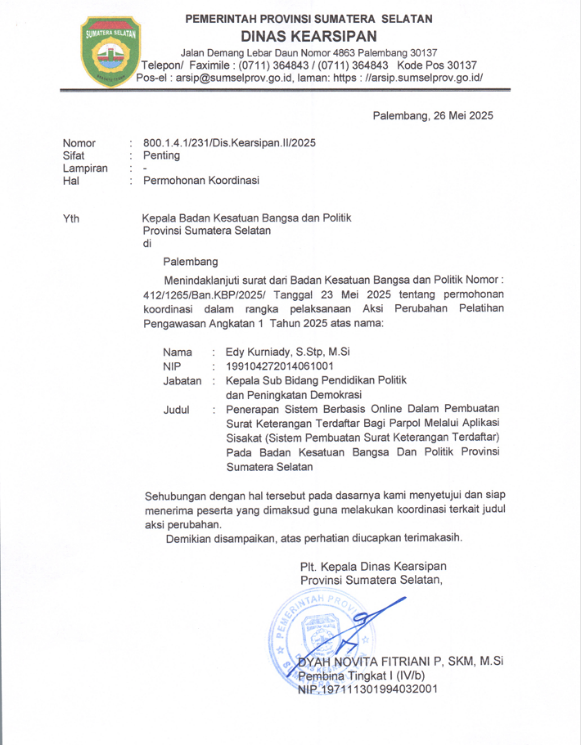 PEMERINTAH PROVINSI SUMATERA SELATAN
DINAS KEARSIPAN
Jalan Demang Lebar Daun Nomor 4863 Palembang 30137
Telepon/ Faximile : (0711) 364843 / (0711) 364843 Kode Pos 30137
Pos-el : arsip@sumselprov.go.id, laman: https : //arsip.sumselprov.go.id/
SUMATERA SELATAN
Palembang, 26 Mei 2025
Nomor : 800.1.4.1/231/Dis.Kearsipan.II/2025
Sifat : Penting
Lampiran : -
Hal : Permohonan Koordinasi
Yth Kepala Badan Kesatuan Bangsa dan Politik
Provinsi Sumatera Selatan
di
Palembang
Menindaklanjuti surat dari Badan Kesatuan Bangsa dan Politik Nomor :
412/1265/Ban.KBP/2025/ Tanggal 23 Mei 2025 tentang permohonan
koordinasi dalam rangka pelaksanaan Aksi Perubahan Pelatihan
Pengawasan Angkatan 1 Tahun 2025 atas nama:
Nama : Edy Kurniady, S.Stp, M.Si
NIP : 199104272014061001
Jabatan : Kepala Sub Bidang Pendidikan Politik
dan Peningkatan Demokrasi
Judul : Penerapan Sistem Berbasis Online Dalam Pembuatan
Surat Keterangan Terdaftar Bagi Parpol Melalui Aplikasi
Sisakat (Sistem Pembuatan Surat Keterangan Terdaftar)
Pada Badan Kesatuan Bangsa Dan Politik Provinsi
Sumatera Selatan
Sehubungan dengan hal tersebut pada dasarnya kami menyetujui dan siap
menerima peserta yang dimaksud guna melakukan koordinasi terkait judul
aksi perubahan.
Demikian disampaikan, atas perhatian diucapkan terimakasih.
Plt. Kepala Dinas Kearsipan
Provinsi Sumatera Selatan,
PEMERINTAH PROVINSI
DYAH NOVITA FITRIANI P, SKM, M.Si
Pembina Tingkat I (IV/b)
NIP.197111301994032001